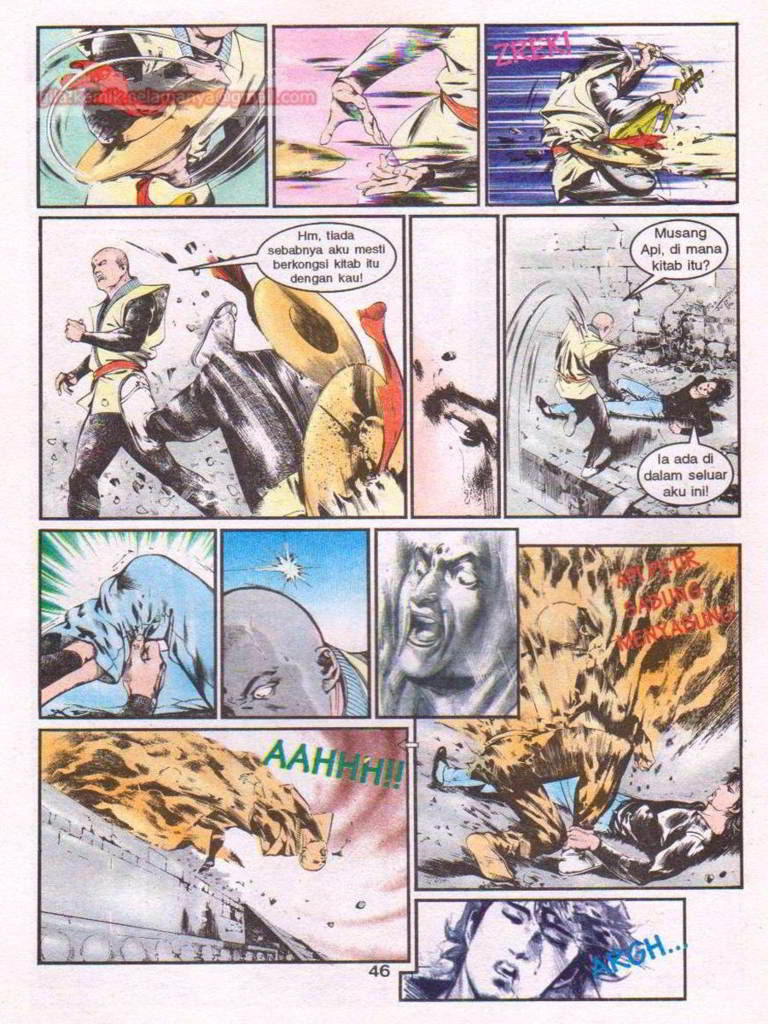 ZREK!
Hm, tiada
sebabnya aku mesti
berkongsi kitab itu
dengan kau!
Musang
Api, di mana
kitab itu?
Ia ada di
dalam seluar
aku ini!
API PETIR
SABUNG
MENYABUNG
AAHHH!!
ARGH...
46